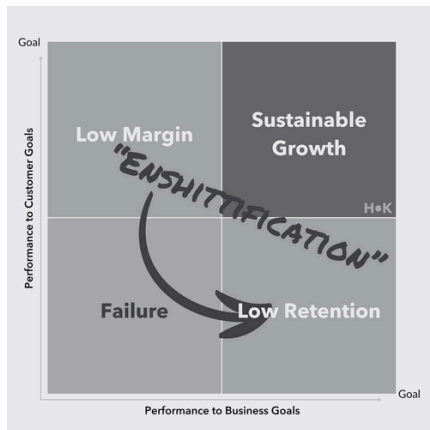 Goal
Low Margin
Sustainable
Growth
"ENSHITTIFICATION"
H•K
Performance to Customer Goals
Failure
Low Retention
Goal
Performance to Business Goals